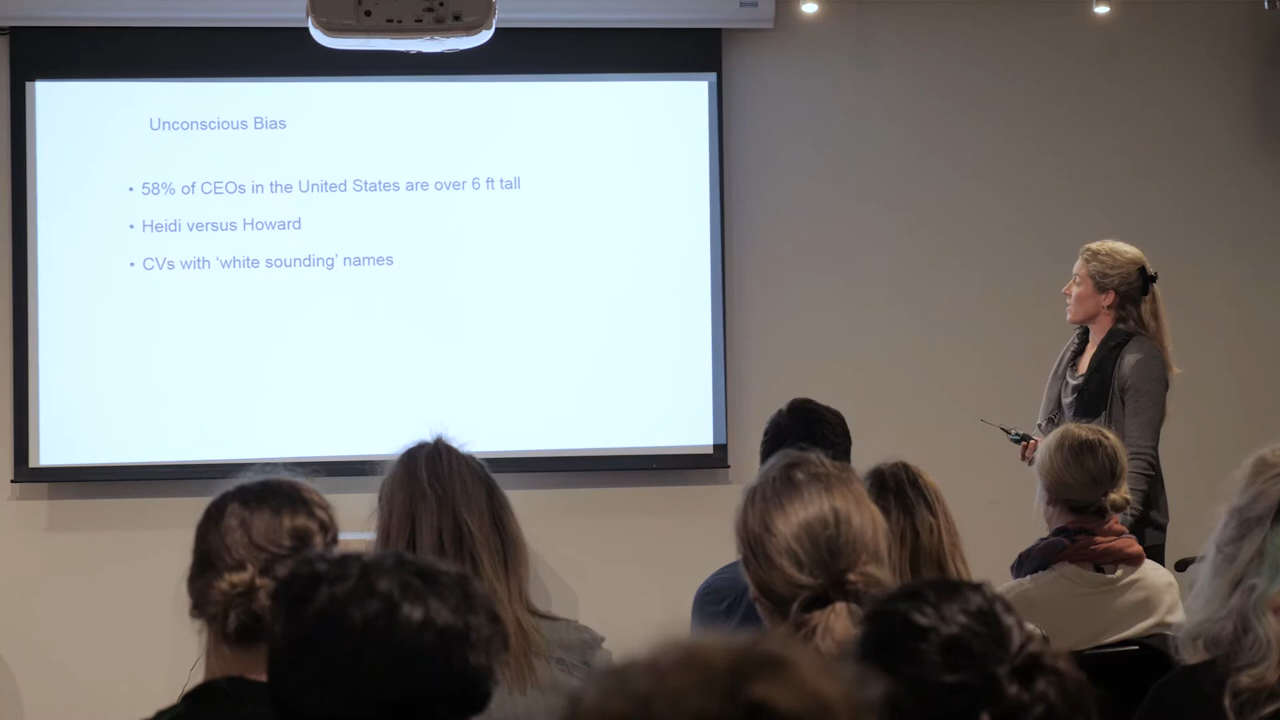 Unconscious Bias
• 58% of CEOs in the United States are over 6 ft tall
• Heidi versus Howard
• CVs with ‘white sounding’ names